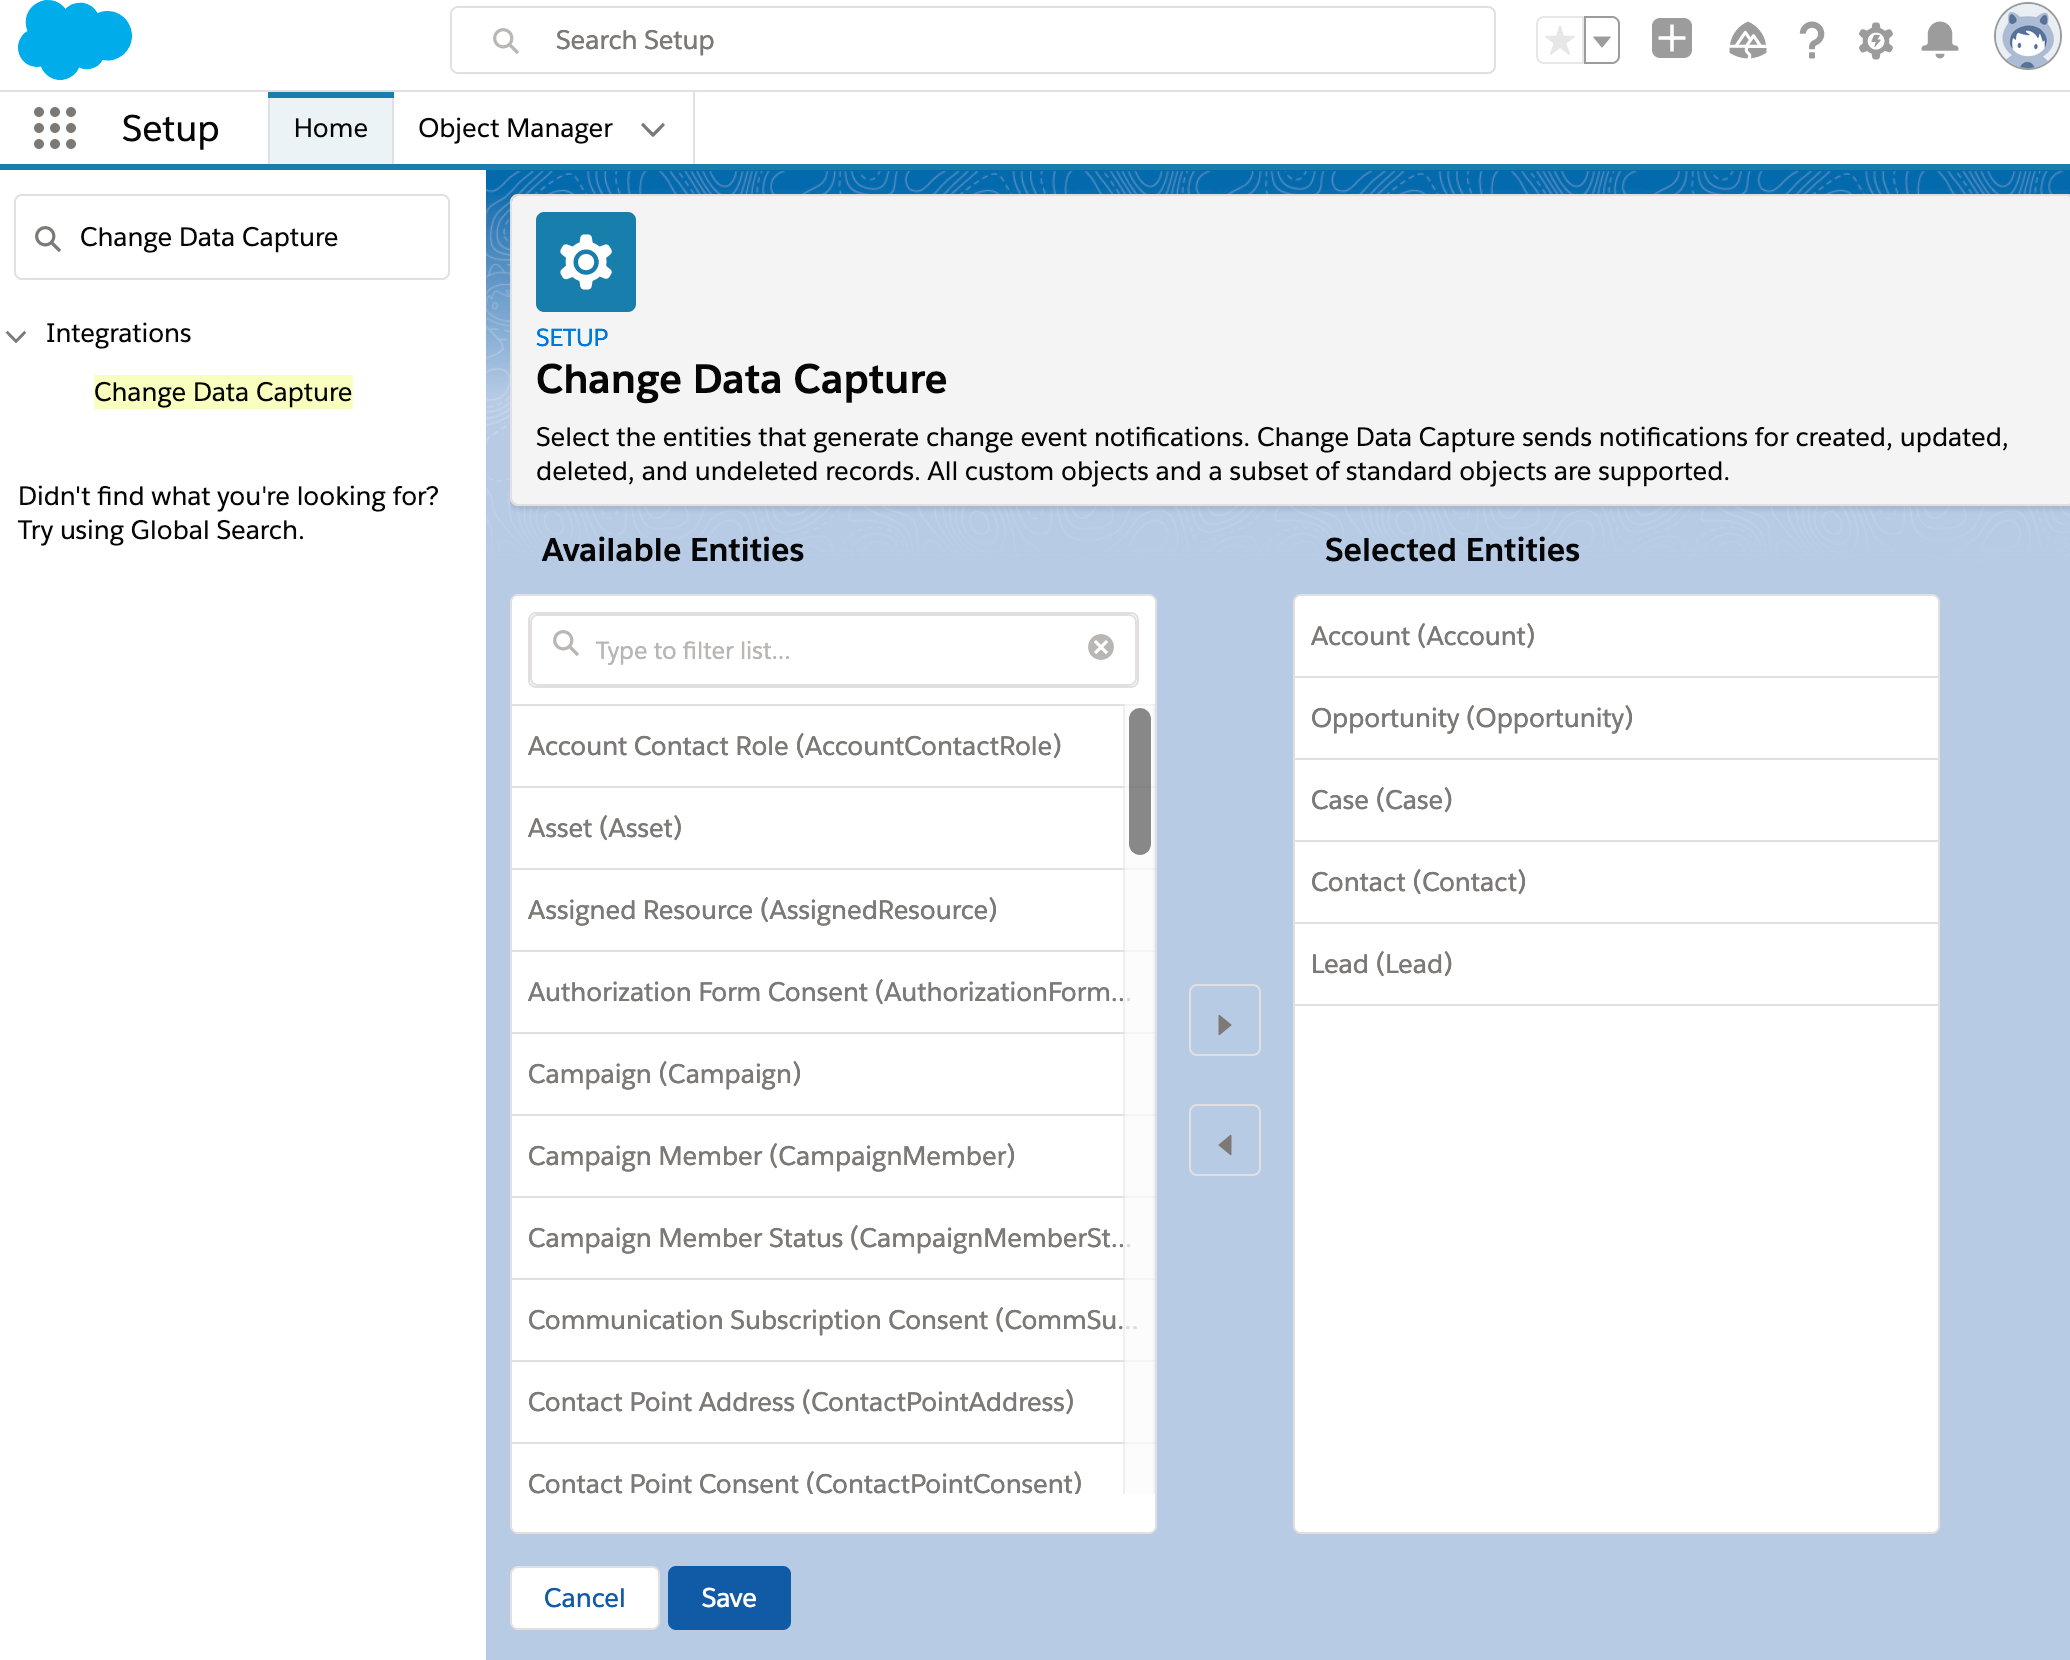 Search Setup
Setup
Home
Object Manager
Change Data Capture
Integrations
Change Data Capture
Didn't find what you're looking for?
Try using Global Search.
SETUP
Change Data Capture
Select the entities that generate change event notifications. Change Data Capture sends notifications for created, updated,
deleted, and undeleted records. All custom objects and a subset of standard objects are supported.
Available Entities
Type to filter list...
Account Contact Role (AccountContactRole)
Asset (Asset)
Assigned Resource (AssignedResource)
Authorization Form Consent (AuthorizationForm...
Campaign (Campaign)
Campaign Member (CampaignMember)
Campaign Member Status (CampaignMemberSt...
Communication Subscription Consent (CommSu...
Contact Point Address (ContactPointAddress)
Contact Point Consent (ContactPointConsent)
Selected Entities
Account (Account)
Opportunity (Opportunity)
Case (Case)
Contact (Contact)
Lead (Lead)
Cancel
Save